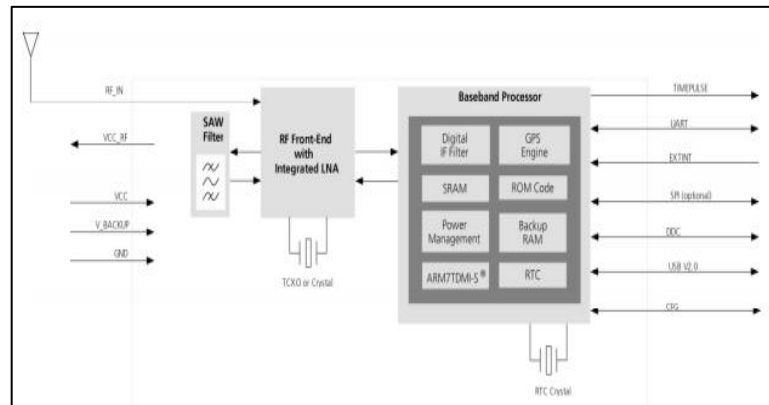 RF_IN
VCC_RF
VCC
V_BACKUP
GND
SAW
Filter
RF Front-End
with
Integrated LNA
TCXO or Crystal
Baseband Processor
Digital
IF Filter
GPS
Engine
SRAM
ROM Code
Power
Management
Backup
RAM
ARM7TDMI-S®
RTC
RTC Crystal
TIMEPULSE
UART
EXTINT
SPI (optional)
DDC
USB V2.0
CFG